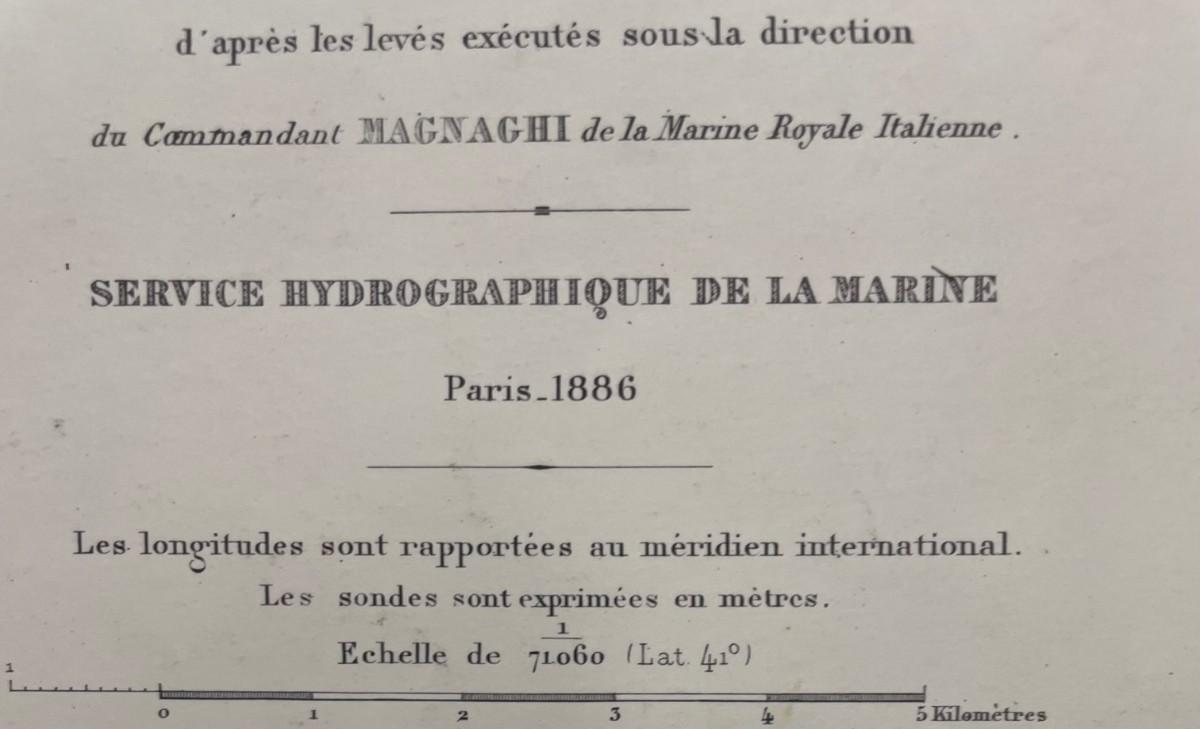 d'après les levés exécutés sous la direction
du Commandant MAGNAGHI de la Marine Royale Italienne.
SERVICE HYDROGRAPHIQUE DE LA MARINE
Paris_1886
Les longitudes sont rapportées au méridien international.
Les sondes sont exprimées en mètres.
Echelle de 1/71060 (Lat. 41°)
1 0 1 2 3 4 5 Kilomètres